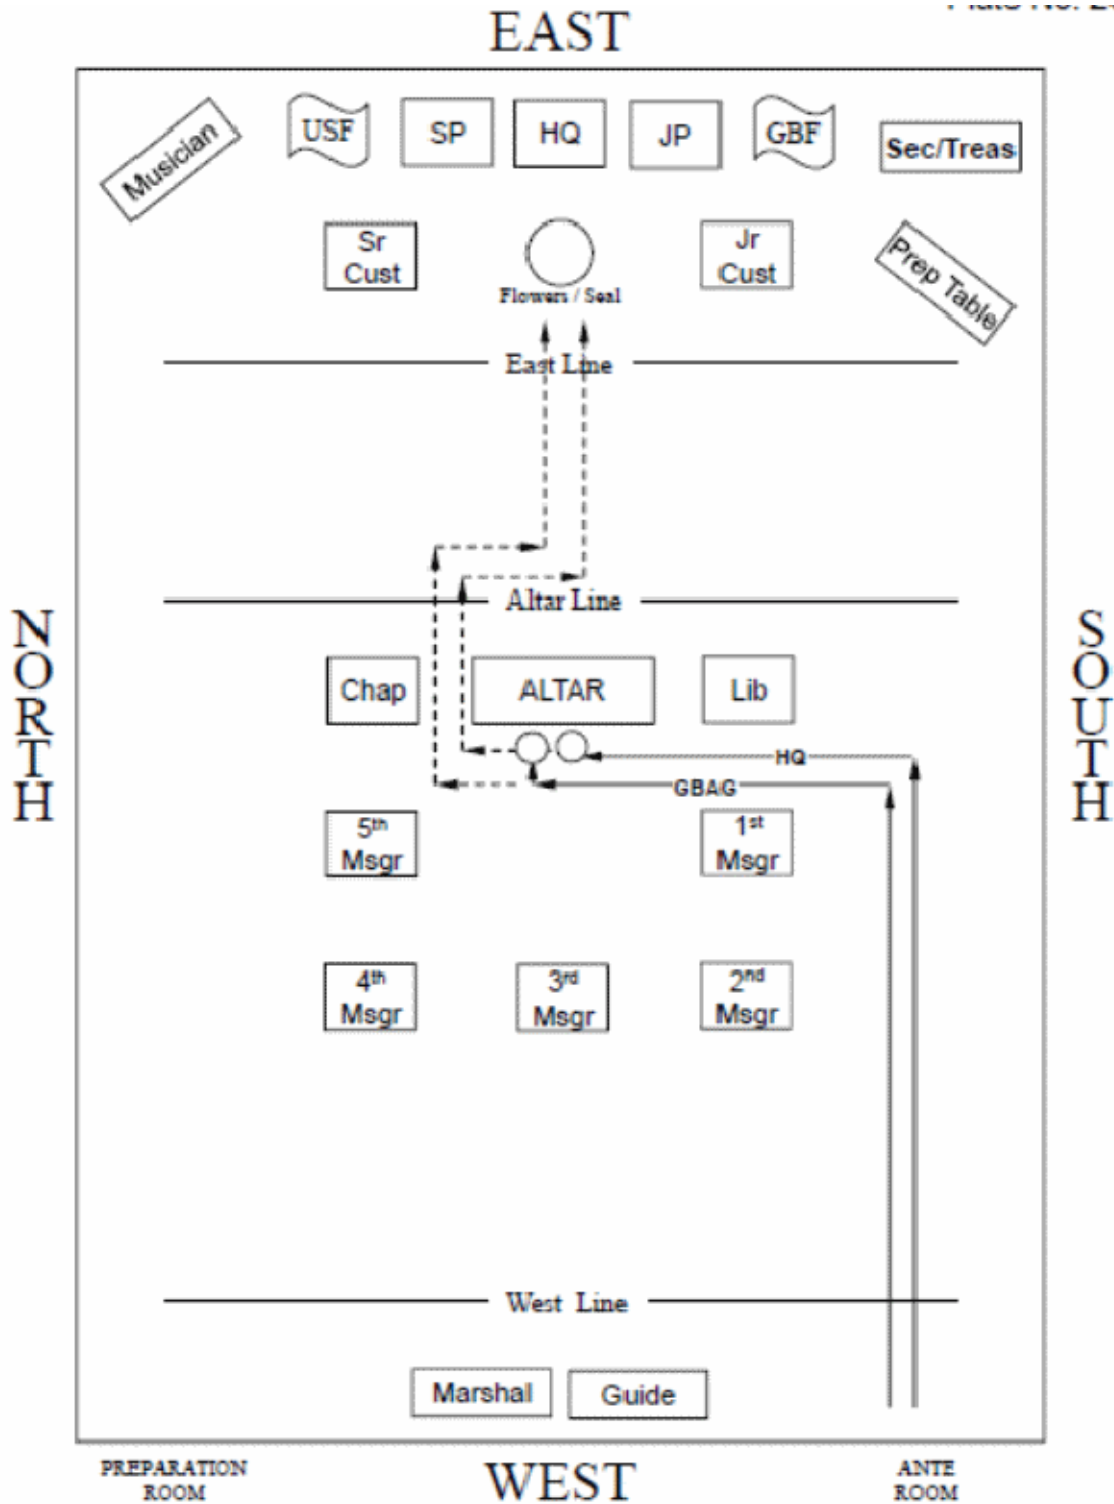 EAST
Musician
USF
SP
HQ
JP
GBF
Sec/Treas
Sr
Cust
Flowers / Seal
Jr
Cust
Prep Table
East Line
Altar Line
NORTH
SOUTH
Chap
ALTAR
Lib
HQ
GBAG
5th
Msgr
1st
Msgr
4th
Msgr
3rd
Msgr
2nd
Msgr
West Line
Marshal
Guide
PREPARATION
ROOM
WEST
ANTE
ROOM